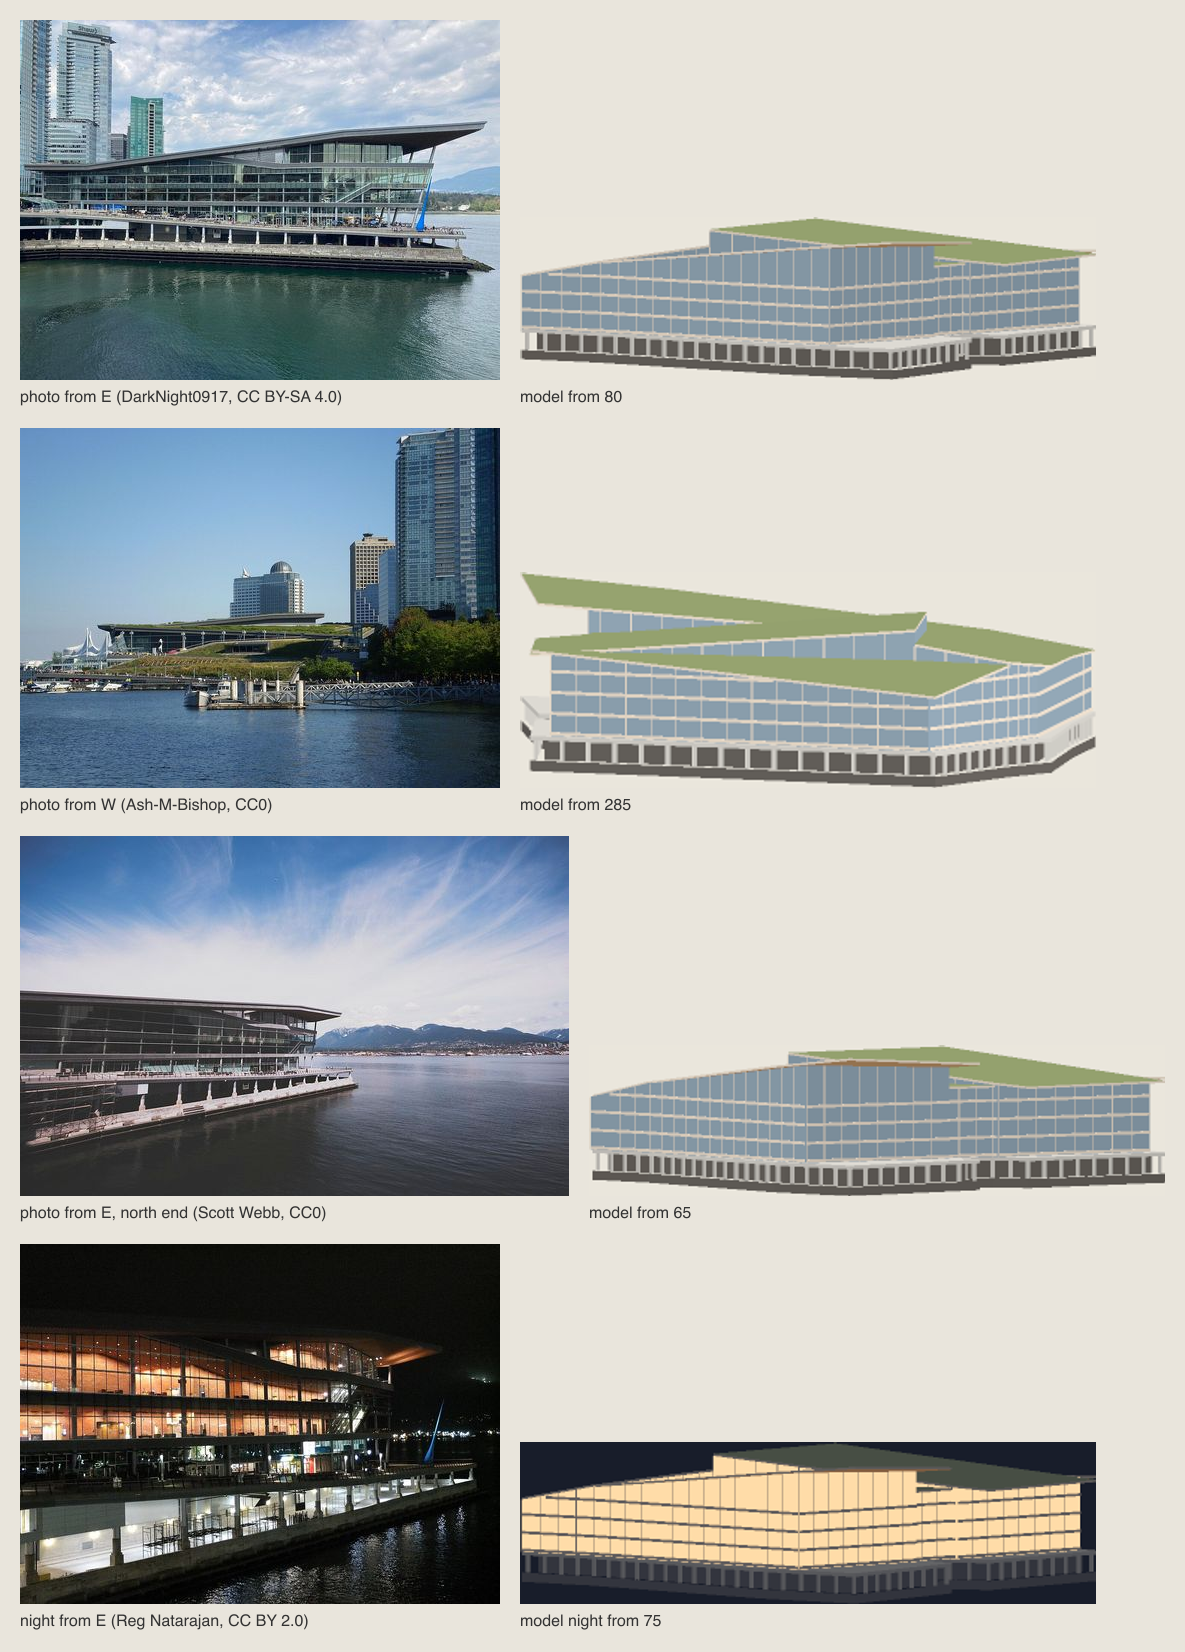 Shaw)
photo from E (DarkNight0917, CC BY-SA 4.0)
model from 80
photo from W (Ash-M-Bishop, CC0)
model from 285
photo from E, north end (Scott Webb, CC0)
model from 65
night from E (Reg Natarajan, CC BY 2.0)
model night from 75